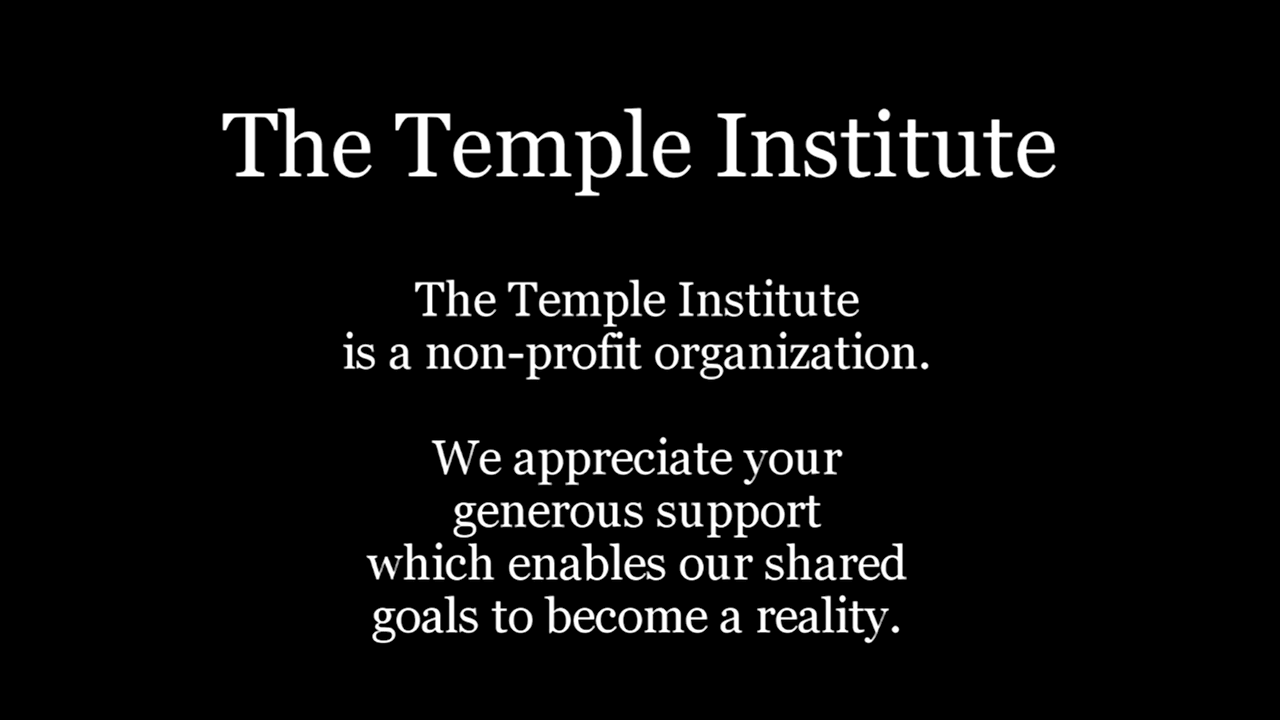 The Temple Institute
The Temple Institute
is a non-profit organization.
We appreciate your
generous support
which enables our shared
goals to become a reality.